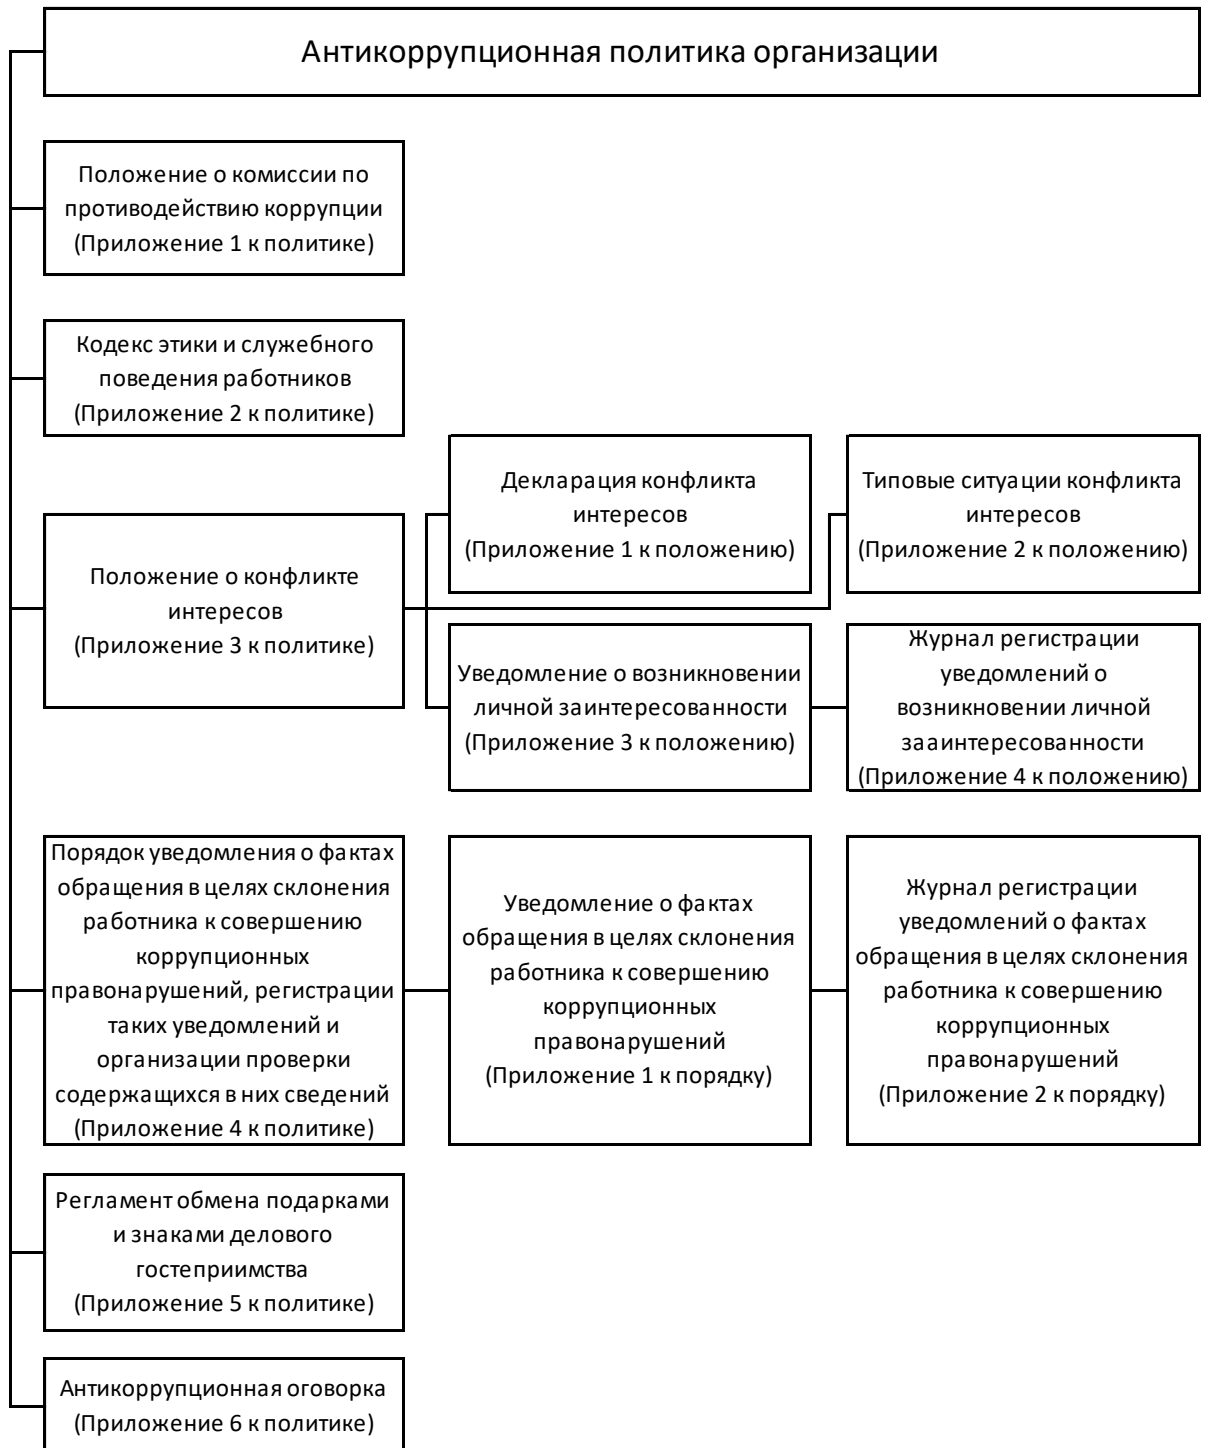 Антикоррупционная политика организации
Положение о комиссии по
противодействию коррупции
(Приложение 1 к политике)
Кодекс этики и служебного
поведения работников
(Приложение 2 к политике)
Положение о конфликте
интересов
(Приложение 3 к политике)
Декларация конфликта
интересов
(Приложение 1 к положению)
Типовые ситуации конфликта
интересов
(Приложение 2 к положению)
Уведомление о возникновении
личной заинтересованности
(Приложение 3 к положению)
Журнал регистрации
уведомлений о
возникновении личной
зааинтересованности
(Приложение 4 к положению)
Порядок уведомления о фактах
обращения в целях склонения
работника к совершению
коррупционных
правонарушений, регистрации
таких уведомлений и
организации проверки
содержащихся в них сведений
(Приложение 4 к политике)
Уведомление о фактах
обращения в целях склонения
работника к совершению
коррупционных
правонарушений
(Приложение 1 к порядку)
Журнал регистрации
уведомлений о фактах
обращения в целях склонения
работника к совершению
коррупционных
правонарушений
(Приложение 2 к порядку)
Регламент обмена подарками
и знаками делового
гостеприимства
(Приложение 5 к политике)
Антикоррупционная оговорка
(Приложение 6 к политике)